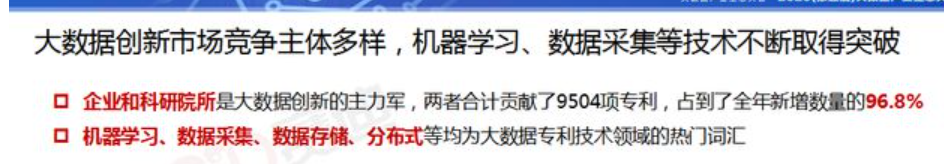 大数据创新市场竞争主体多样，机器学习、数据采集等技术不断取得突破
企业和科研院所是大数据创新的主力军，两者合计贡献了9504项专利，占到了全年新增数量的96.8%
机器学习、数据采集、数据存储、分布式等均为大数据专利技术领域的热门词汇